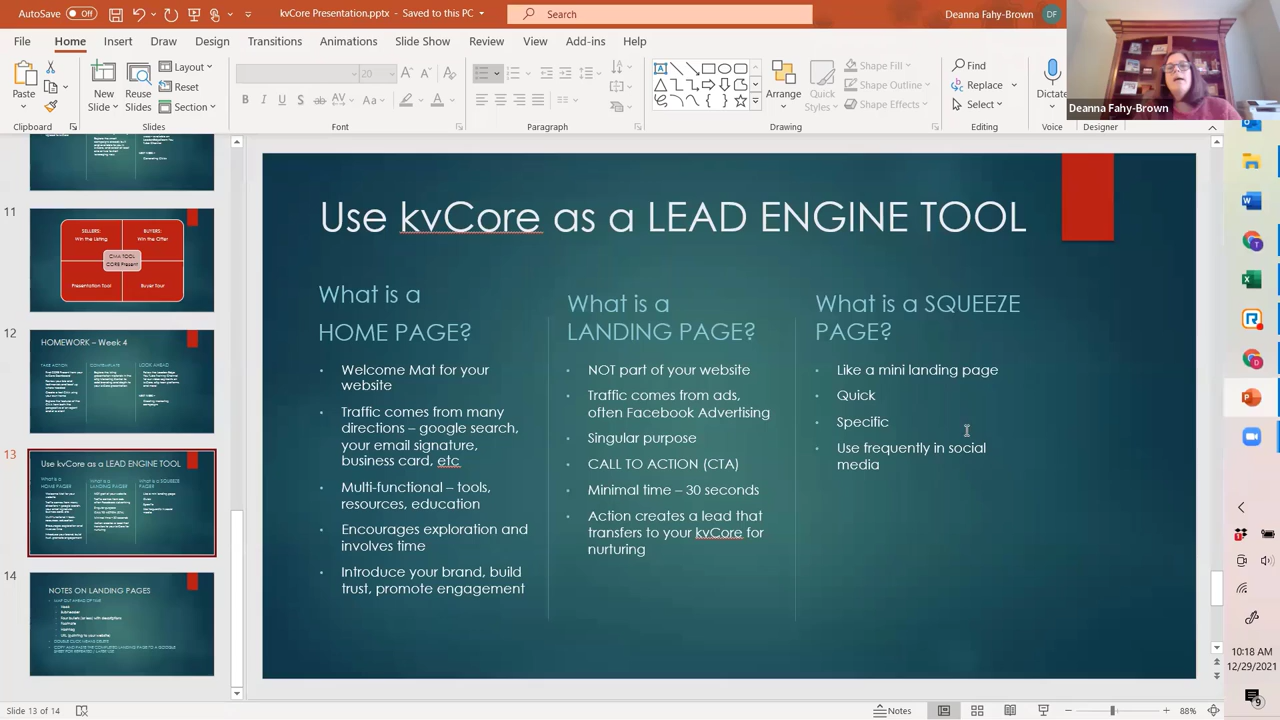 AutoSave Off
kvCore Presentation.pptx - Saved to this PC
Search
Deanna Fahy-Brown
DF
File
Home
Insert
Draw
Design
Transitions
Animations
Slide Show
Review
View
Add-ins
Help
Paste
Clipboard
New
Slide
Reuse
Slides
Layout
Reset
Section
Slides
20
Font
Paragraph
Arrange
Quick
Styles
Shape Fill
Shape Outline
Shape Effects
Drawing
Find
Replace
Select
Editing
Dictate
Voice
Designer
Deanna Fahy-Brown
11
SELLERS:
Win the Listing
BUYERS:
Win the Offer
CMA TOOL
CORE Present
Presentation Tool
Buyer Tour
12
HOMEWORK – Week 4
TAKE ACTION
CONTEMPLATE
LOOK AHEAD
13
Use kvCore as a LEAD ENGINE TOOL
14
NOTES ON LANDING PAGES
Use kvCore as a LEAD ENGINE TOOL
What is a
HOME PAGE?
Welcome Mat for your
website
Traffic comes from many
directions – google search,
your email signature,
business card, etc
Multi-functional – tools,
resources, education
Encourages exploration and
involves time
Introduce your brand, build
trust, promote engagement
What is a
LANDING PAGE?
NOT part of your website
Traffic comes from ads,
often Facebook Advertising
Singular purpose
CALL TO ACTION (CTA)
Minimal time – 30 seconds
Action creates a lead that
transfers to your kvCore for
nurturing
What is a SQUEEZE
PAGE?
Like a mini landing page
Quick
Specific
Use frequently in social
media
Slide 13 of 14
Notes
88%
10:18 AM
12/29/2021
9